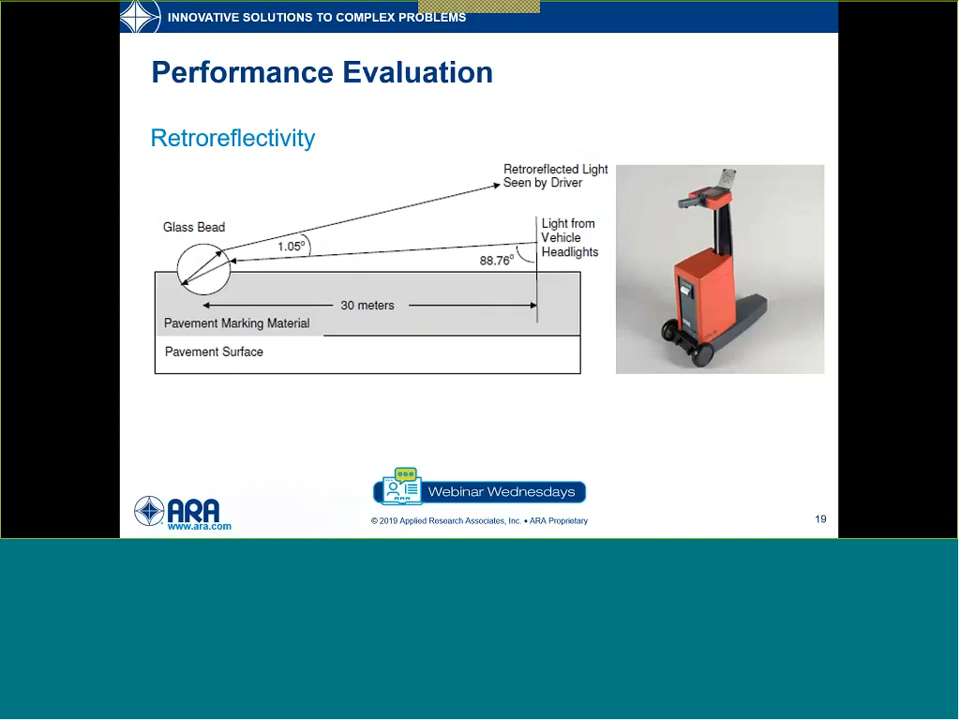 INNOVATIVE SOLUTIONS TO COMPLEX PROBLEMS
Performance Evaluation
Retroreflectivity
Retroreflected Light
Seen by Driver
Glass Bead
Light from
Vehicle
Headlights
1.05°
88.76°
30 meters
Pavement Marking Material
Pavement Surface
Webinar Wednesdays
ARA
www.ara.com
© 2019 Applied Research Associates, Inc. • ARA Proprietary
19